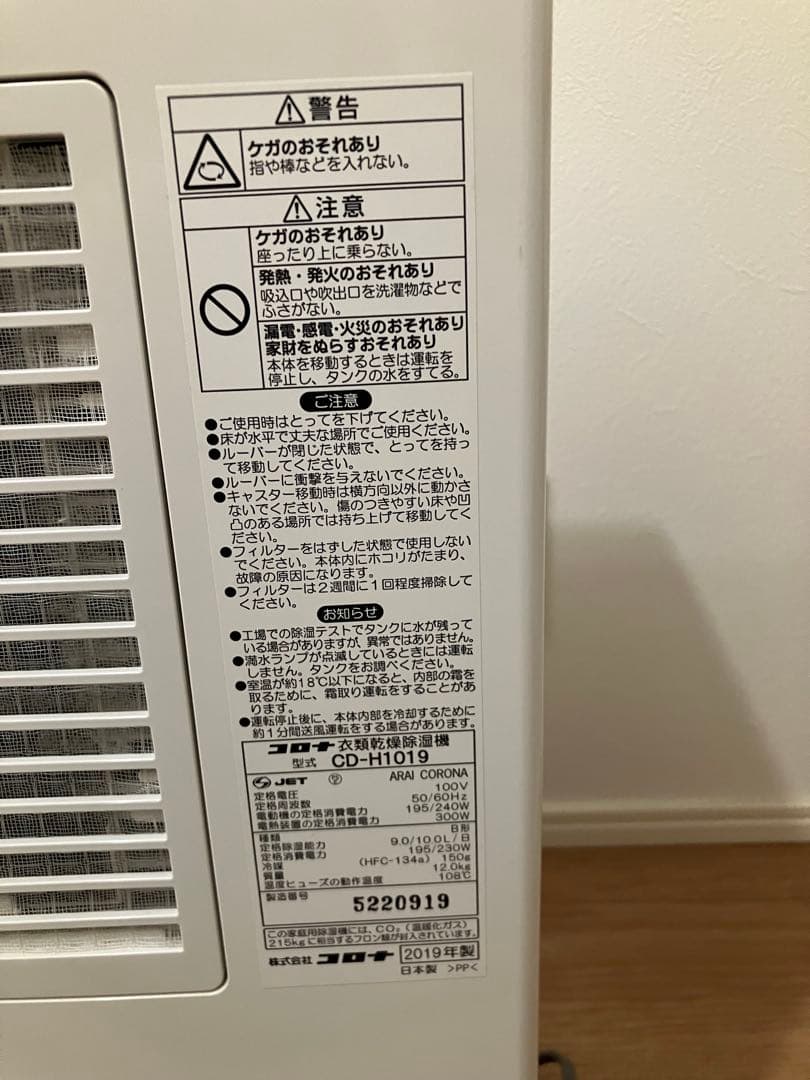 ⚠警告
ケガのおそれあり
指や棒などを入れない。
⚠注意
ケガのおそれあり
座ったり上に乗らない。
発熱・発火のおそれあり
吸込口や吹出口を洗濯物などで
ふさがない。
漏電・感電・火災のおそれあり
家財をぬらすおそれあり
本体を移動するときは運転を
停止し、タンクの水をすてる。
ご注意
●ご使用時はとってを下げてください。
●床が水平で丈夫な場所でご使用ください。
●ルーバーが閉じた状態で、とってを持っ
て移動してください。
●ルーバーに衝撃を与えないでください。
●キャスター移動時は横方向以外に動かさ
ないでください。傷のつきやすい床や凹
凸のある場所では持ち上げて移動してく
ださい。
●フィルターをはずした状態で使用しない
でください。本体内にホコリがたまり、
故障の原因になります。
●フィルターは2週間に1回程度掃除して
ください。
お知らせ
●工場での除湿テストでタンクに水が残って
いる場合がありますが、異常ではありません。
●満水ランプが点滅しているときには運転
しません。タンクをお調べください。
●室温が約18℃以下になると、内部の霜を
取るために、霜取り運転をすることがあ
ります。
●運転停止後に、本体内部を冷却するために
約1分間送風運転をする場合があります。
コロナ衣類乾燥除湿機
型式 CD-H1019
JET ARAI CORONA
定格電圧 100V
定格周波数 50/60Hz
電動機の定格消費電力 195/240W
電熱装置の定格消費電力 300W
種類 B形
定格除湿能力 9.0/10.0L/日
定格消費電力 195/230W
冷媒 (HFC-134a) 150g
質量 12.0kg
温度ヒューズの動作温度 108℃
製造番号 5220919
この家庭用除湿機には、CO₂（温暖化ガス）
215kgに相当するフロン類が封入されています。
株式会社 コロナ 2019年製
日本製 >PP<